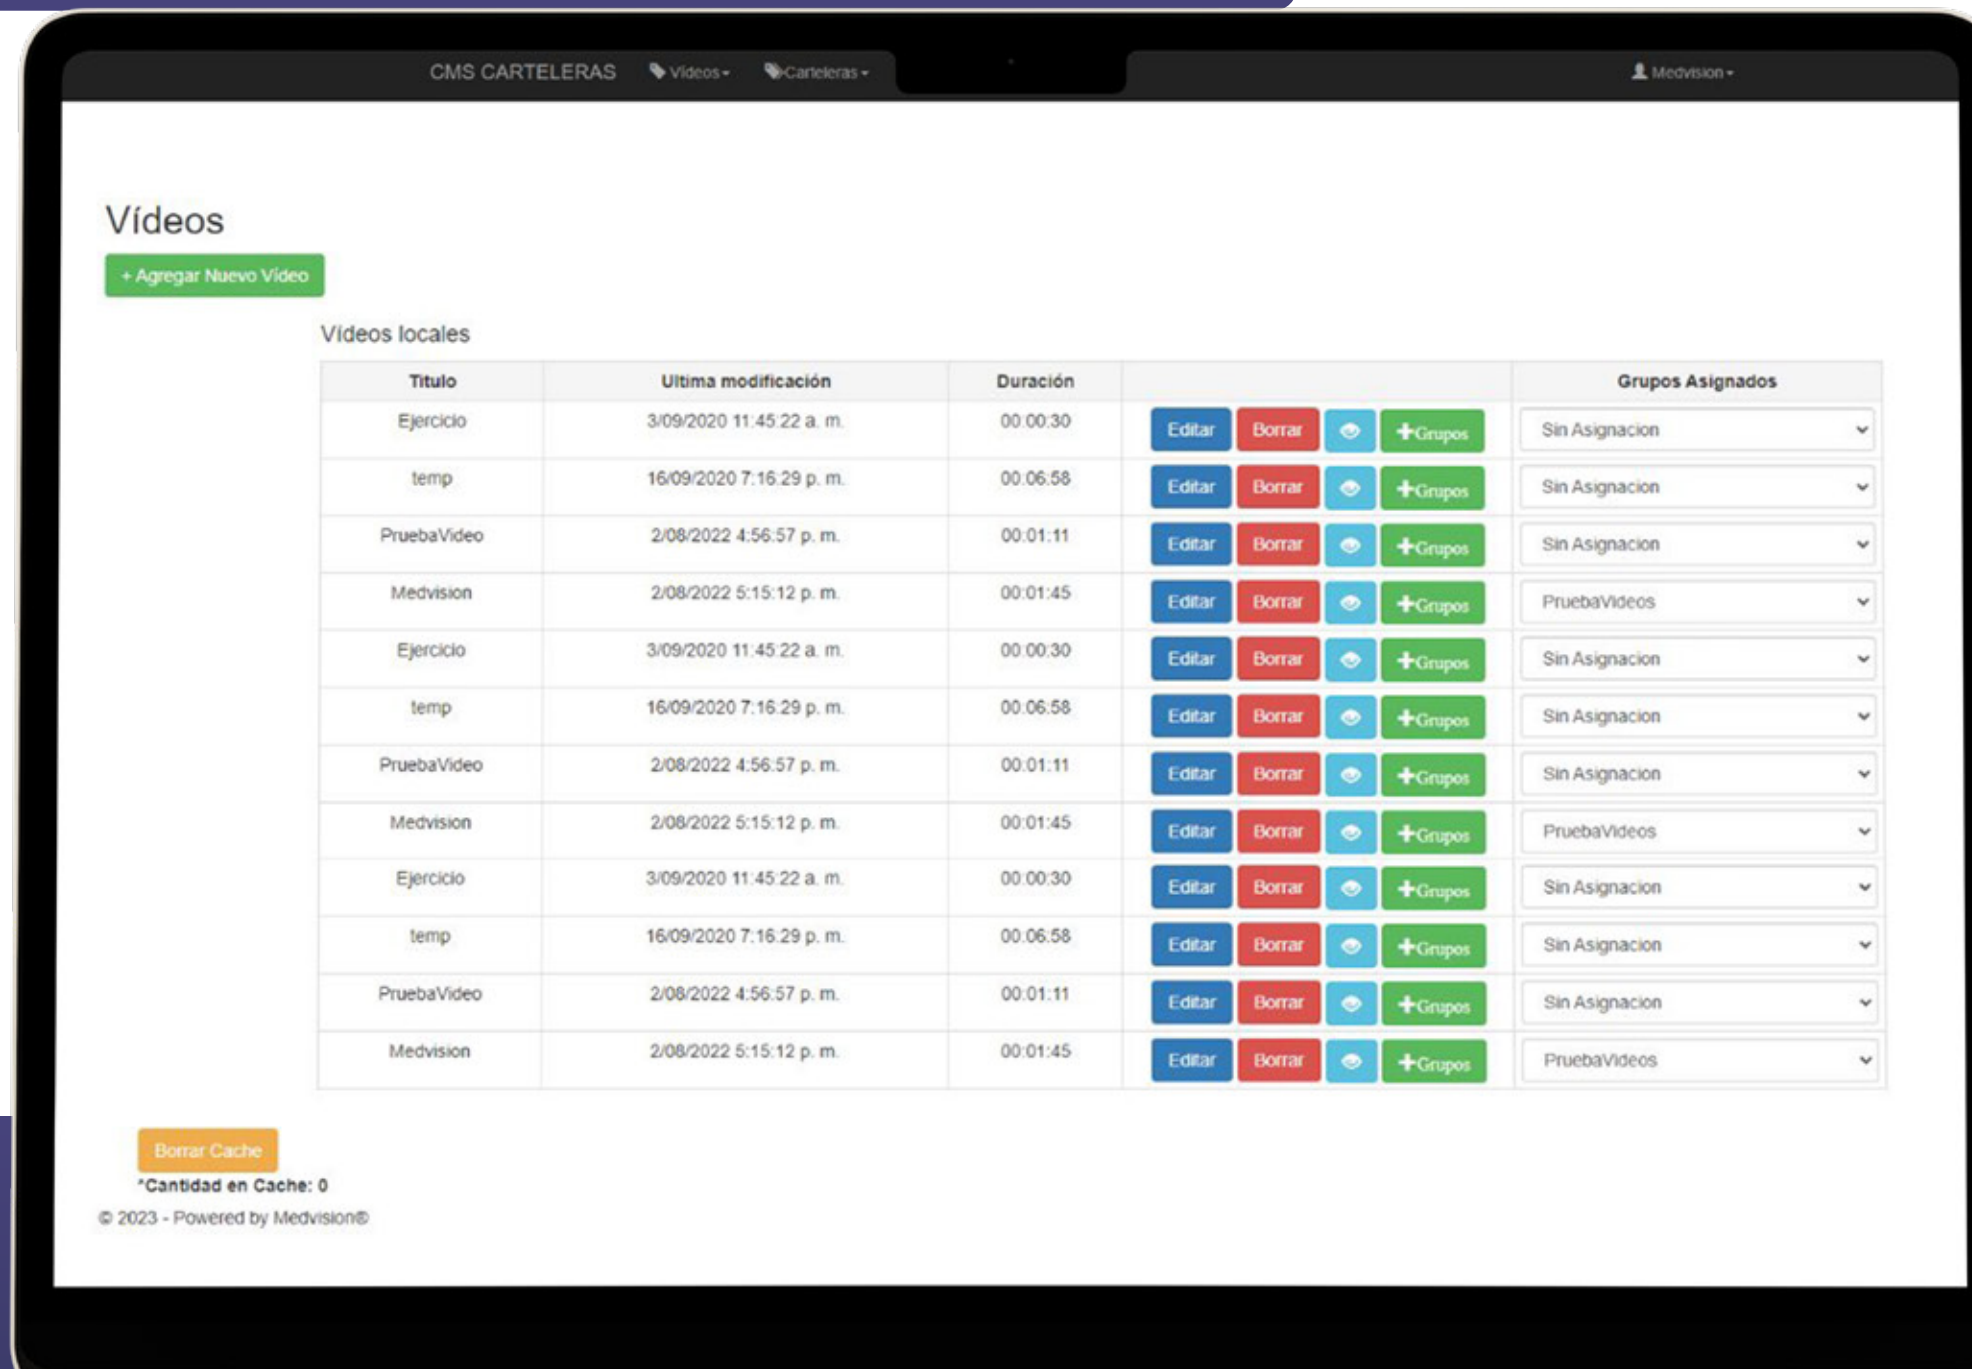 CMS CARTELERAS Vídeos Carteleras Medvision
Vídeos
+ Agregar Nuevo Vídeo
Vídeos locales
Titulo Ultima modificación Duración Grupos Asignados
Ejercicio 3/09/2020 11:45:22 a. m. 00:00:30 Editar Borrar +Grupos Sin Asignacion
temp 16/09/2020 7:16:29 p. m. 00:06:58 Editar Borrar +Grupos Sin Asignacion
PruebaVideo 2/08/2022 4:56:57 p. m. 00:01:11 Editar Borrar +Grupos Sin Asignacion
Medvision 2/08/2022 5:15:12 p. m. 00:01:45 Editar Borrar +Grupos PruebaVideos
Ejercicio 3/09/2020 11:45:22 a. m. 00:00:30 Editar Borrar +Grupos Sin Asignacion
temp 16/09/2020 7:16:29 p. m. 00:06:58 Editar Borrar +Grupos Sin Asignacion
PruebaVideo 2/08/2022 4:56:57 p. m. 00:01:11 Editar Borrar +Grupos Sin Asignacion
Medvision 2/08/2022 5:15:12 p. m. 00:01:45 Editar Borrar +Grupos PruebaVideos
Ejercicio 3/09/2020 11:45:22 a. m. 00:00:30 Editar Borrar +Grupos Sin Asignacion
temp 16/09/2020 7:16:29 p. m. 00:06:58 Editar Borrar +Grupos Sin Asignacion
PruebaVideo 2/08/2022 4:56:57 p. m. 00:01:11 Editar Borrar +Grupos Sin Asignacion
Medvision 2/08/2022 5:15:12 p. m. 00:01:45 Editar Borrar +Grupos PruebaVideos
Borrar Cache
*Cantidad en Cache: 0
© 2023 - Powered by Medvision®